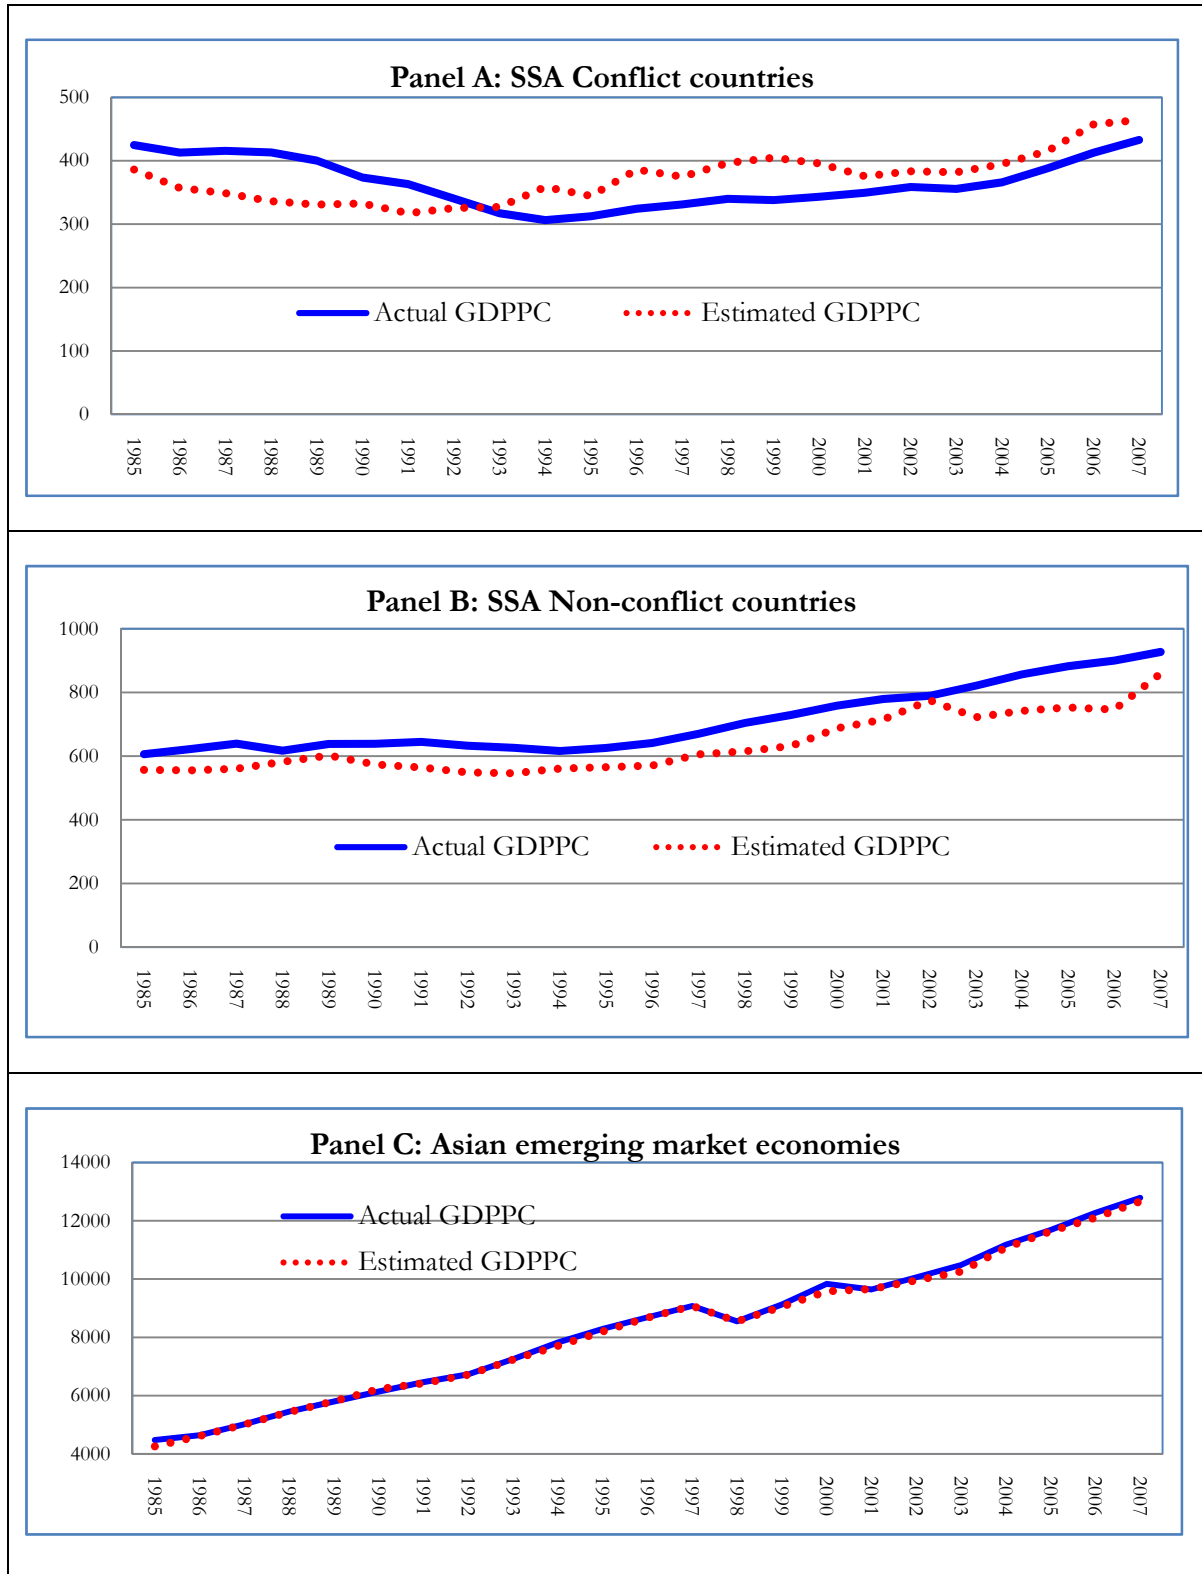 Panel A: SSA Conflict countries
500
400
300
200
100
0
Actual GDPPC Estimated GDPPC
1985 1986 1987 1988 1989 1990 1991 1992 1993 1994 1995 1996 1997 1998 1999 2000 2001 2002 2003 2004 2005 2006 2007
Panel B: SSA Non-conflict countries
1000
800
600
400
200
0
Actual GDPPC Estimated GDPPC
1985 1986 1987 1988 1989 1990 1991 1992 1993 1994 1995 1996 1997 1998 1999 2000 2001 2002 2003 2004 2005 2006 2007
Panel C: Asian emerging market economies
14000
12000
10000
8000
6000
4000
Actual GDPPC
Estimated GDPPC
1985 1986 1987 1988 1989 1990 1991 1992 1993 1994 1995 1996 1997 1998 1999 2000 2001 2002 2003 2004 2005 2006 2007